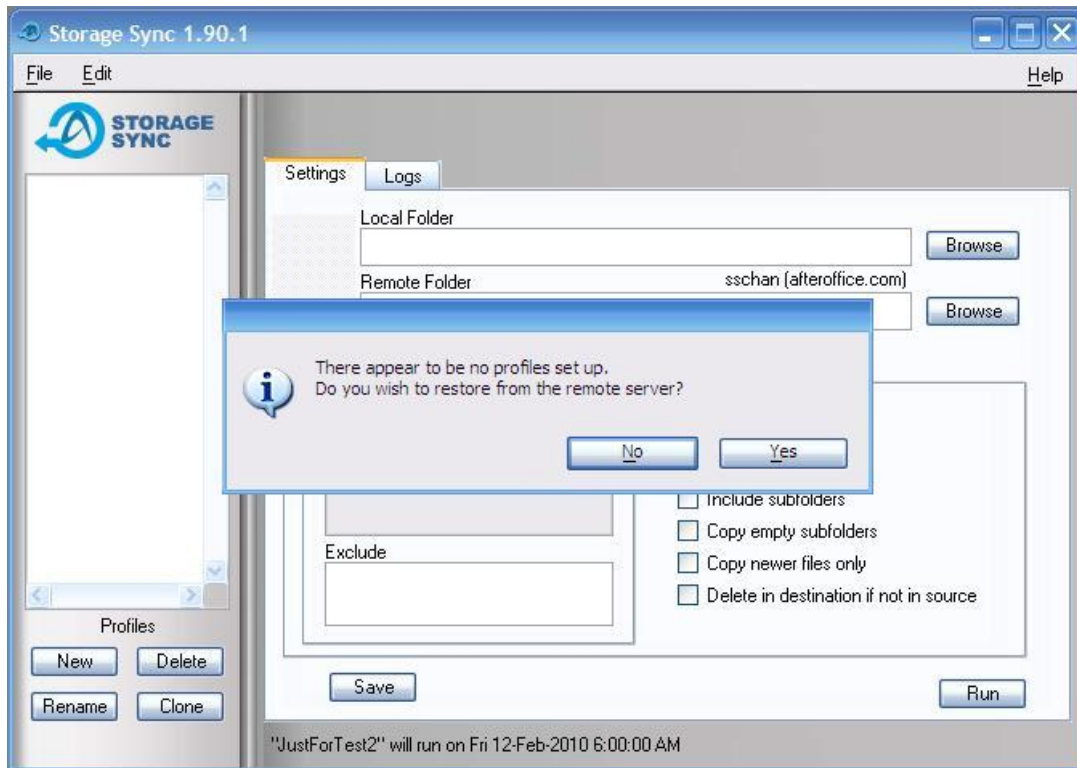 Storage Sync 1.90.1
File Edit Help
STORAGE
SYNC
Settings Logs
Local Folder
Browse
Remote Folder sschan (afteroffice.com)
Browse
There appear to be no profiles set up.
Do you wish to restore from the remote server?
No Yes
Include subfolders
Copy empty subfolders
Exclude
Copy newer files only
Delete in destination if not in source
Profiles
New Delete
Rename Clone
Save Run
"JustForTest2" will run on Fri 12-Feb-2010 6:00:00 AM